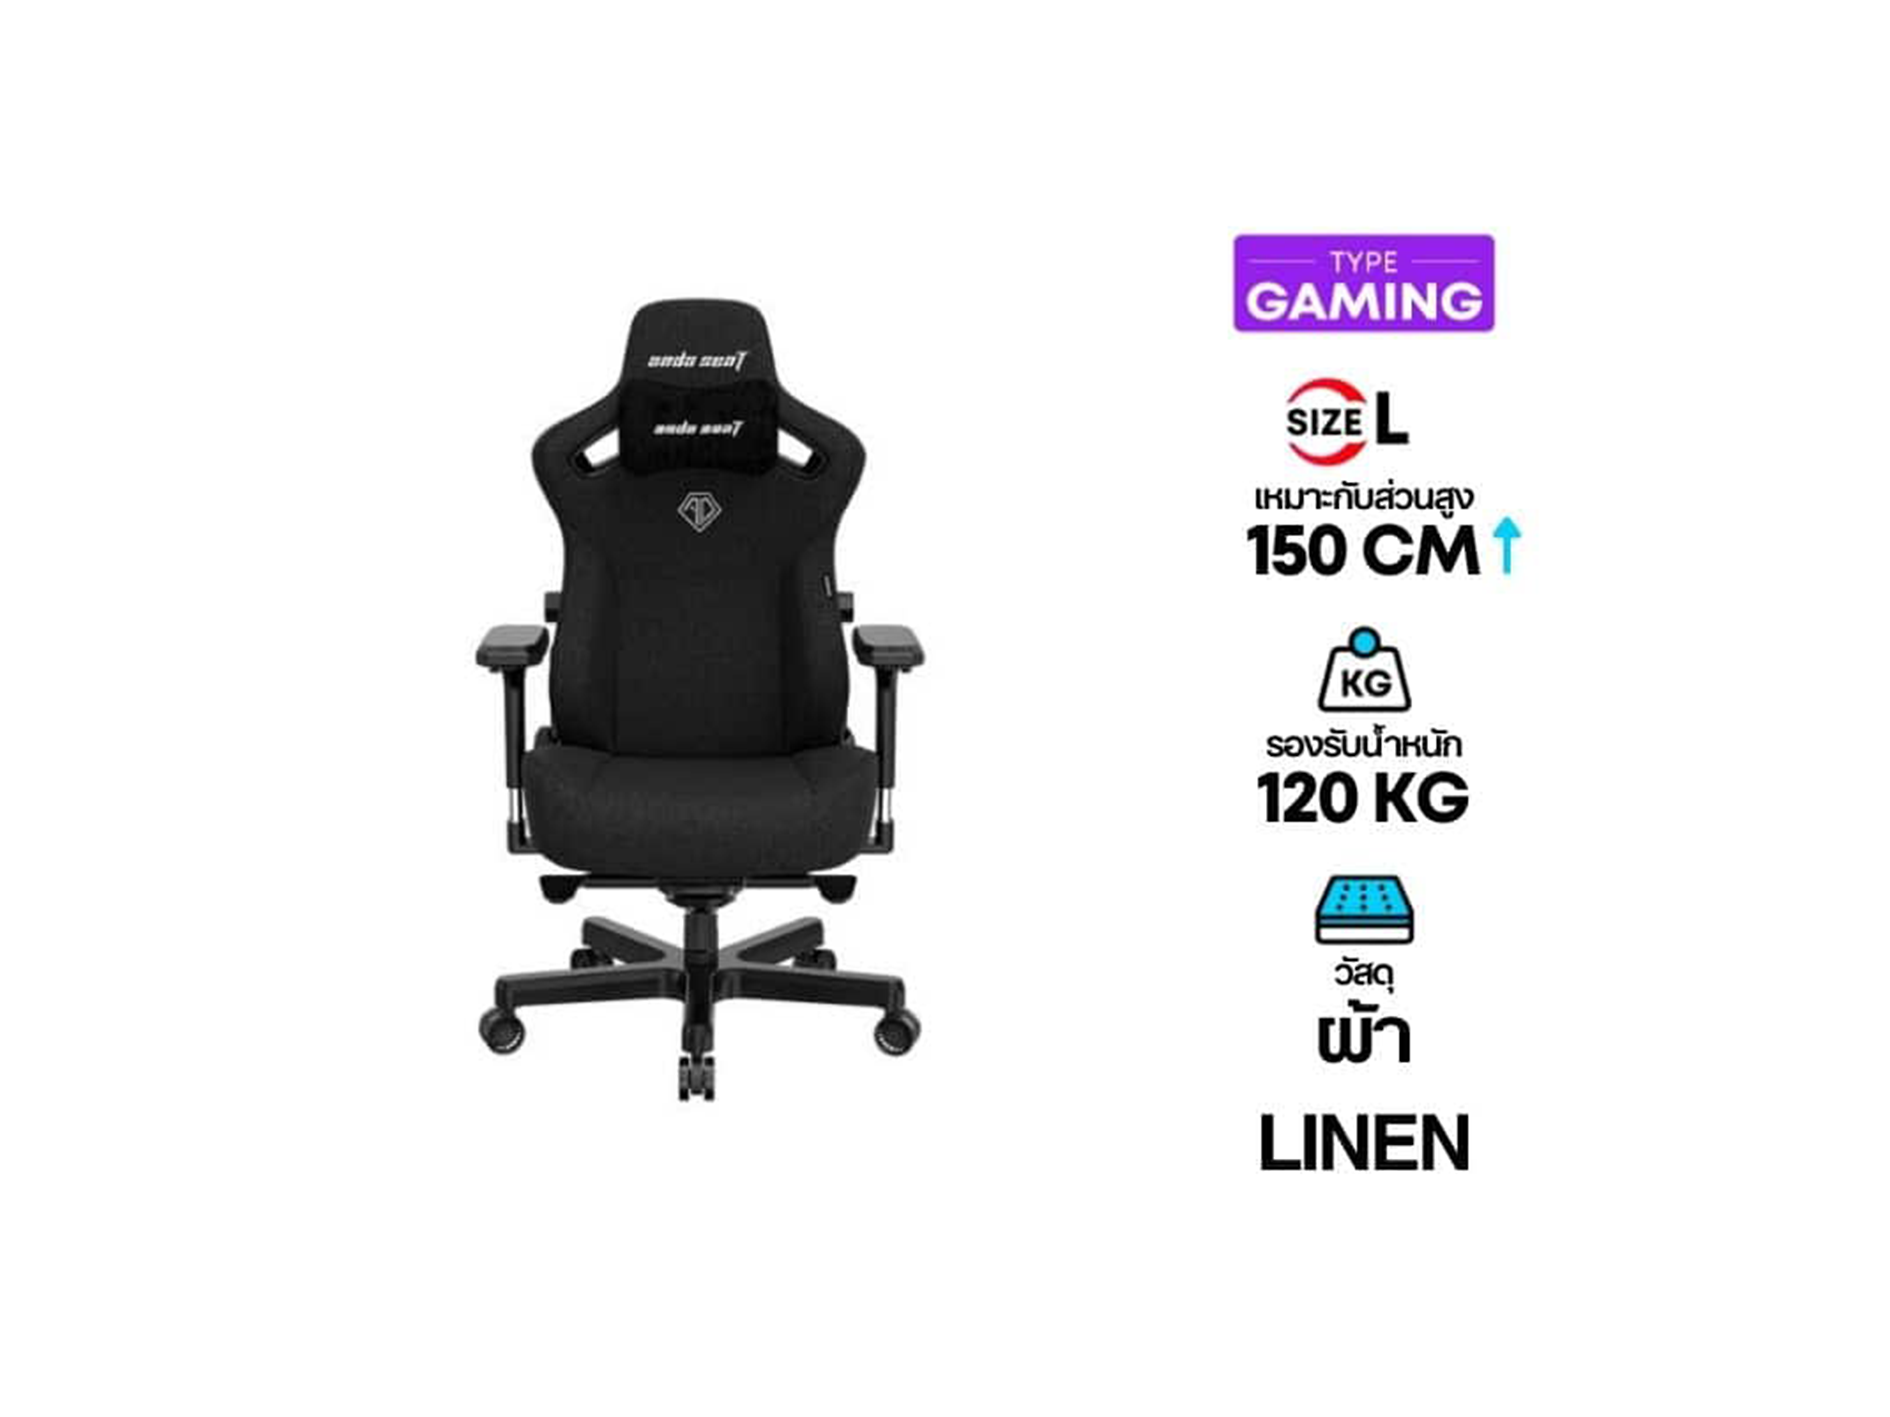 anda seaT
anda seaT
AD
TYPE
GAMING
SIZE L
เหมาะกับส่วนสูง
150 CM
KG
รองรับน้ำหนัก
120 KG
วัสดุ
ผ้า
LINEN